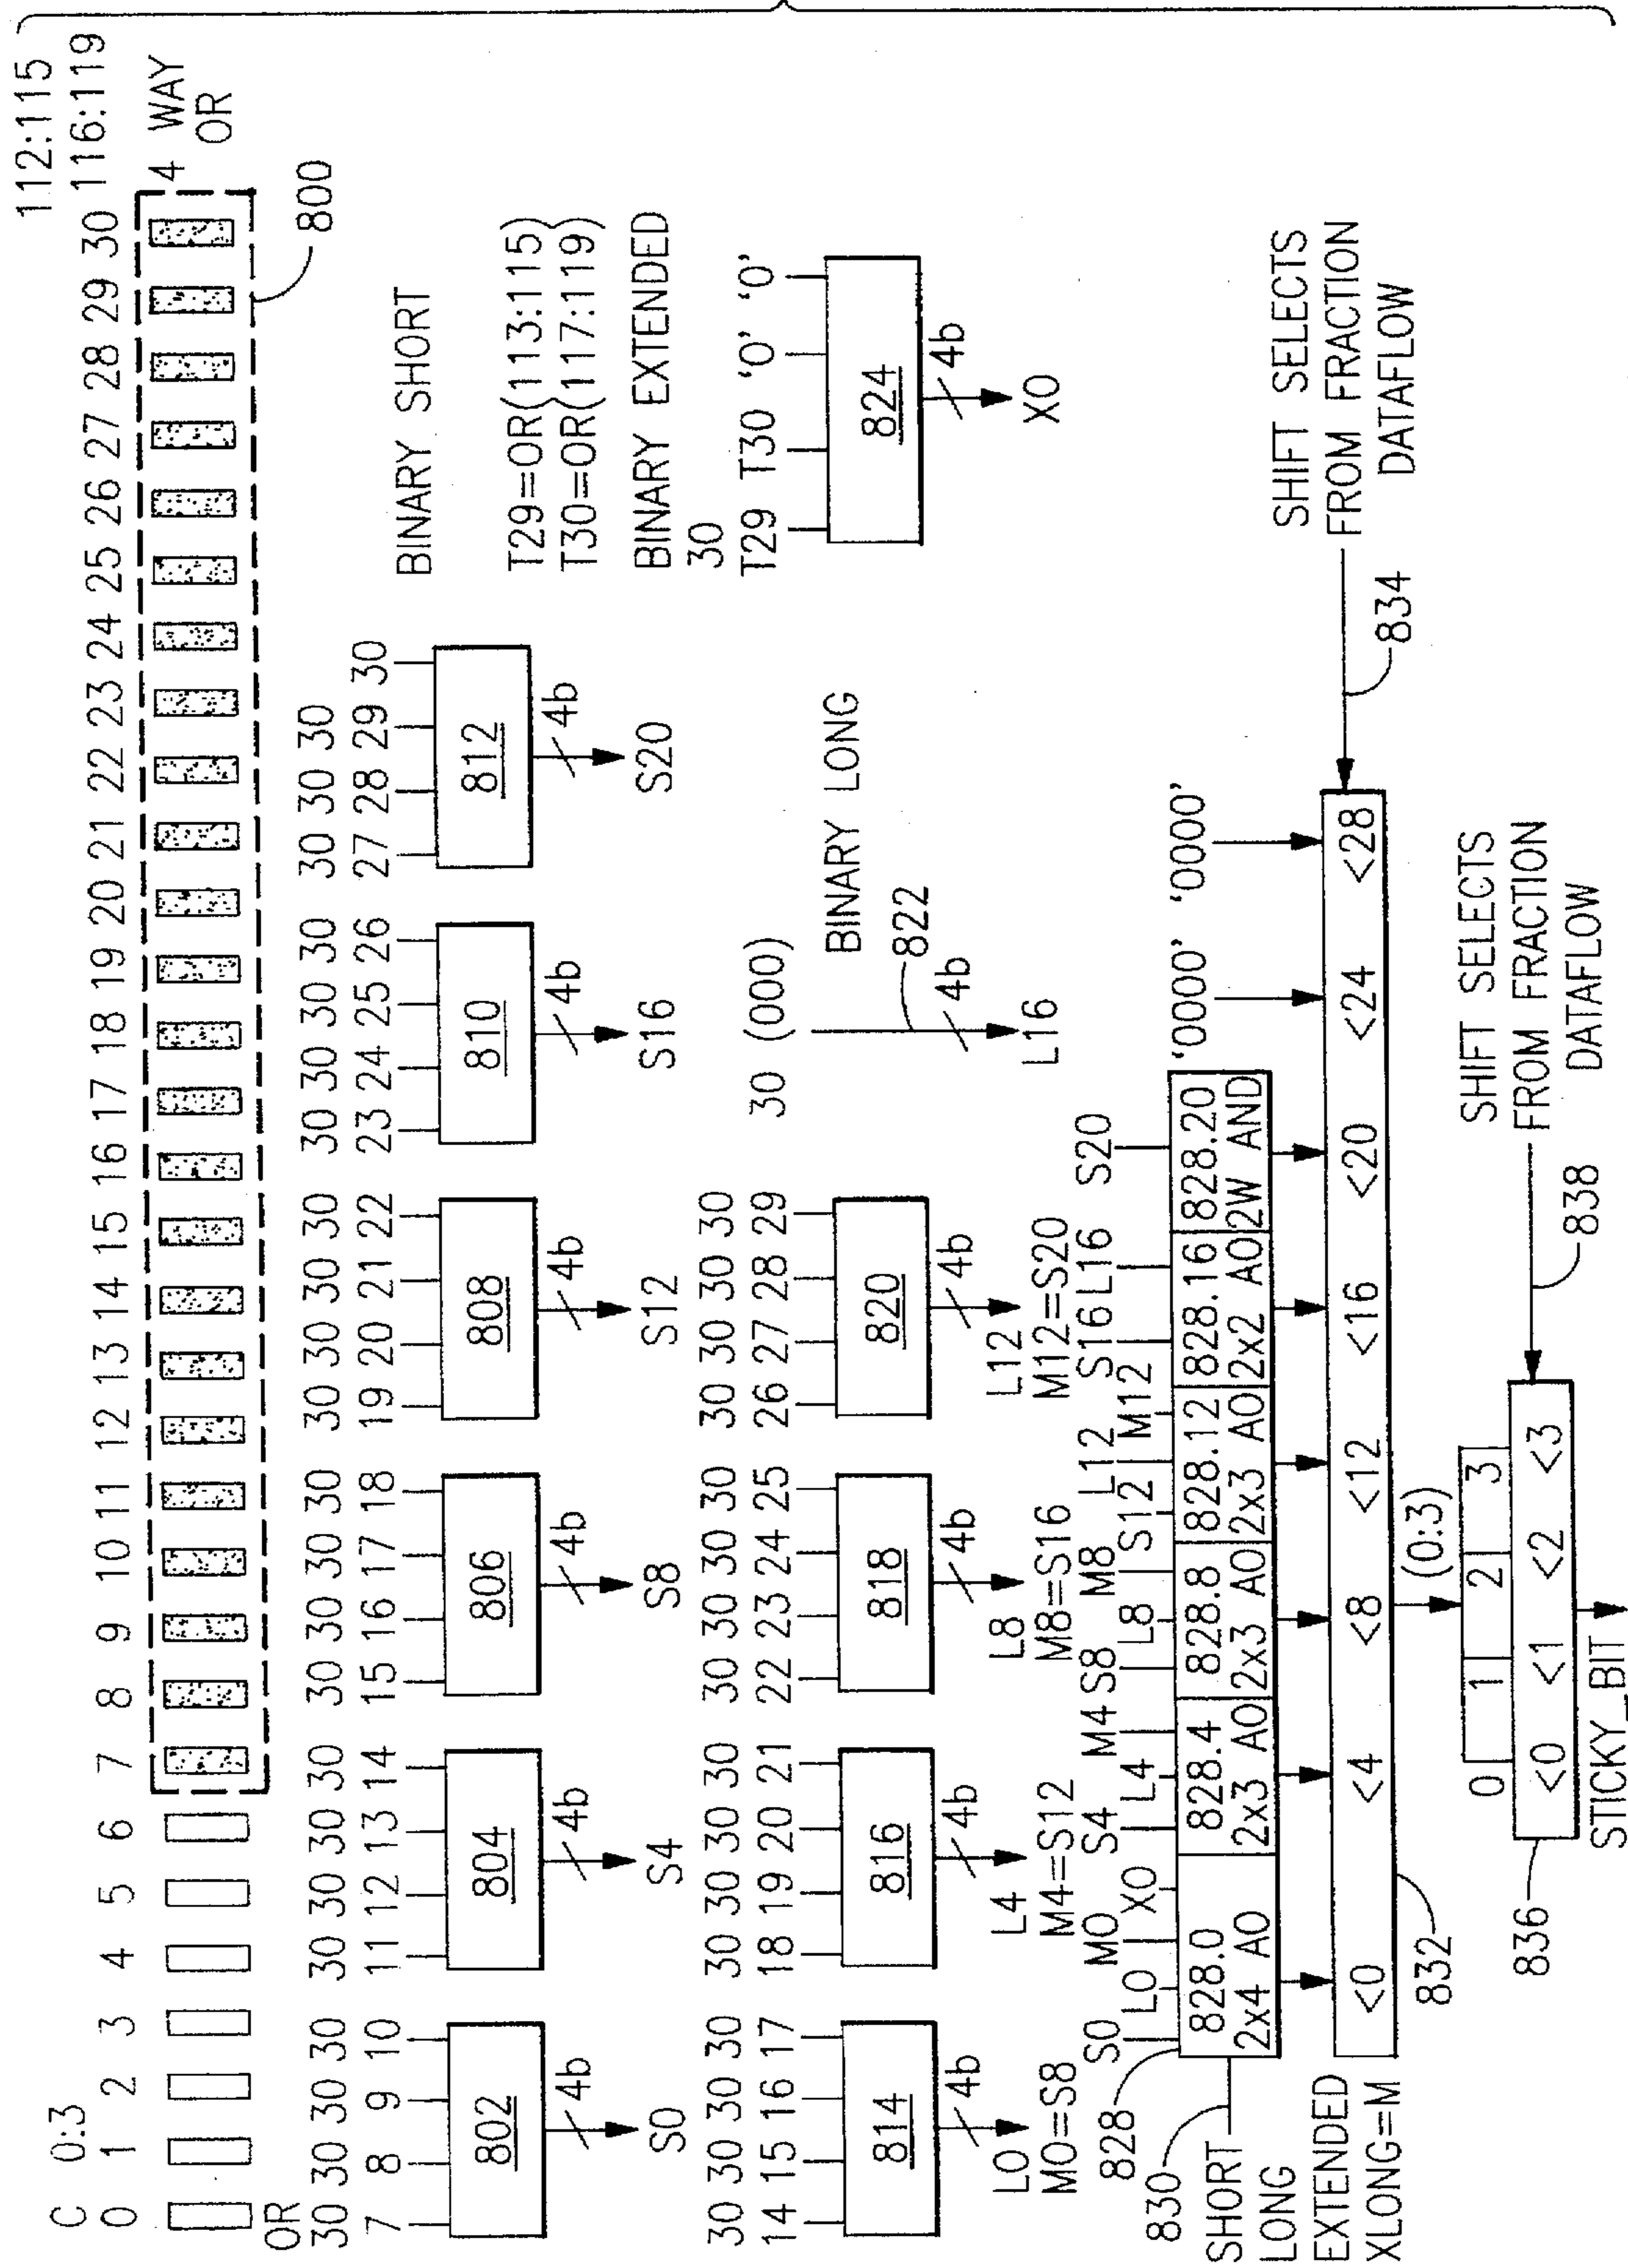 112:115
C 0:3 116:119
0 1 2 3 4 5 6 7 8 9 10 11 12 13 14 15 16 17 18 19 20 21 22 23 24 25 26 27 28 29 30
4 WAY
OR
800
OR
30 30 30 30 30 30 30 30 30 30 30 30 30 30 30 30 30 30 30 30 30 30 30
7 8 9 10 11 12 13 14 15 16 17 18 19 20 21 22 23 24 25 26 27 28 29 30
BINARY SHORT
802 804 806 808 810 812
4b 4b 4b 4b 4b 4b
S0 S4 S8 S12 S16 S20
T29=OR(113:115)
T30=OR(117:119)
BINARY EXTENDED
30
T29 T30 '0' '0'
824
4b
X0
30 30 30 30 30 30 30 30 30 30 30 30 30 30 30 30
14 15 16 17 18 19 20 21 22 23 24 25 26 27 28 29
30 (000)
814 816 818 820
BINARY LONG
822
4b 4b 4b 4b 4b
L0 L4 L8 L12 L16
M0=S8 M4=S12 M8=S16 M12=S20
S0 L0 M0 X0 S4 L4 M4 S8 L8 M8 S12 L12 M12 S16 L16 S20
'0000' '0000'
828
828.0 828.4 828.8 828.12 828.16 828.20
2x4 AO 2x3 AO 2x3 AO 2x3 AO 2x2 AO 2W AND
830
SHORT
LONG
EXTENDED
XLONG=M
SHIFT SELECTS
FROM FRACTION
DATAFLOW
834
<0 <4 <8 <12 <16 <20 <24 <28
832
(0:3)
0 1 2 3
<0 <1 <2 <3
836
SHIFT SELECTS
FROM FRACTION
DATAFLOW
838
STICKY_BIT